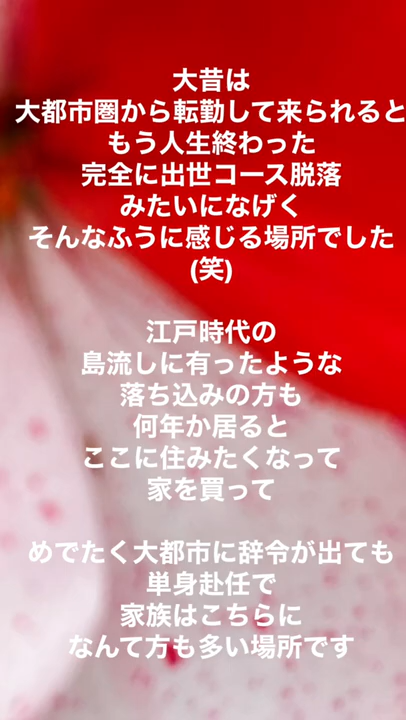 大昔は
大都市圏から転勤して来られると
もう人生終わった
完全に出世コース脱落
みたいになげく
そんなふうに感じる場所でした
(笑)
江戸時代の
島流しに有ったような
落ち込みの方も
何年か居ると
ここに住みたくなって
家を買って
めでたく大都市に辞令が出ても
単身赴任で
家族はこちらに
なんて方も多い場所です